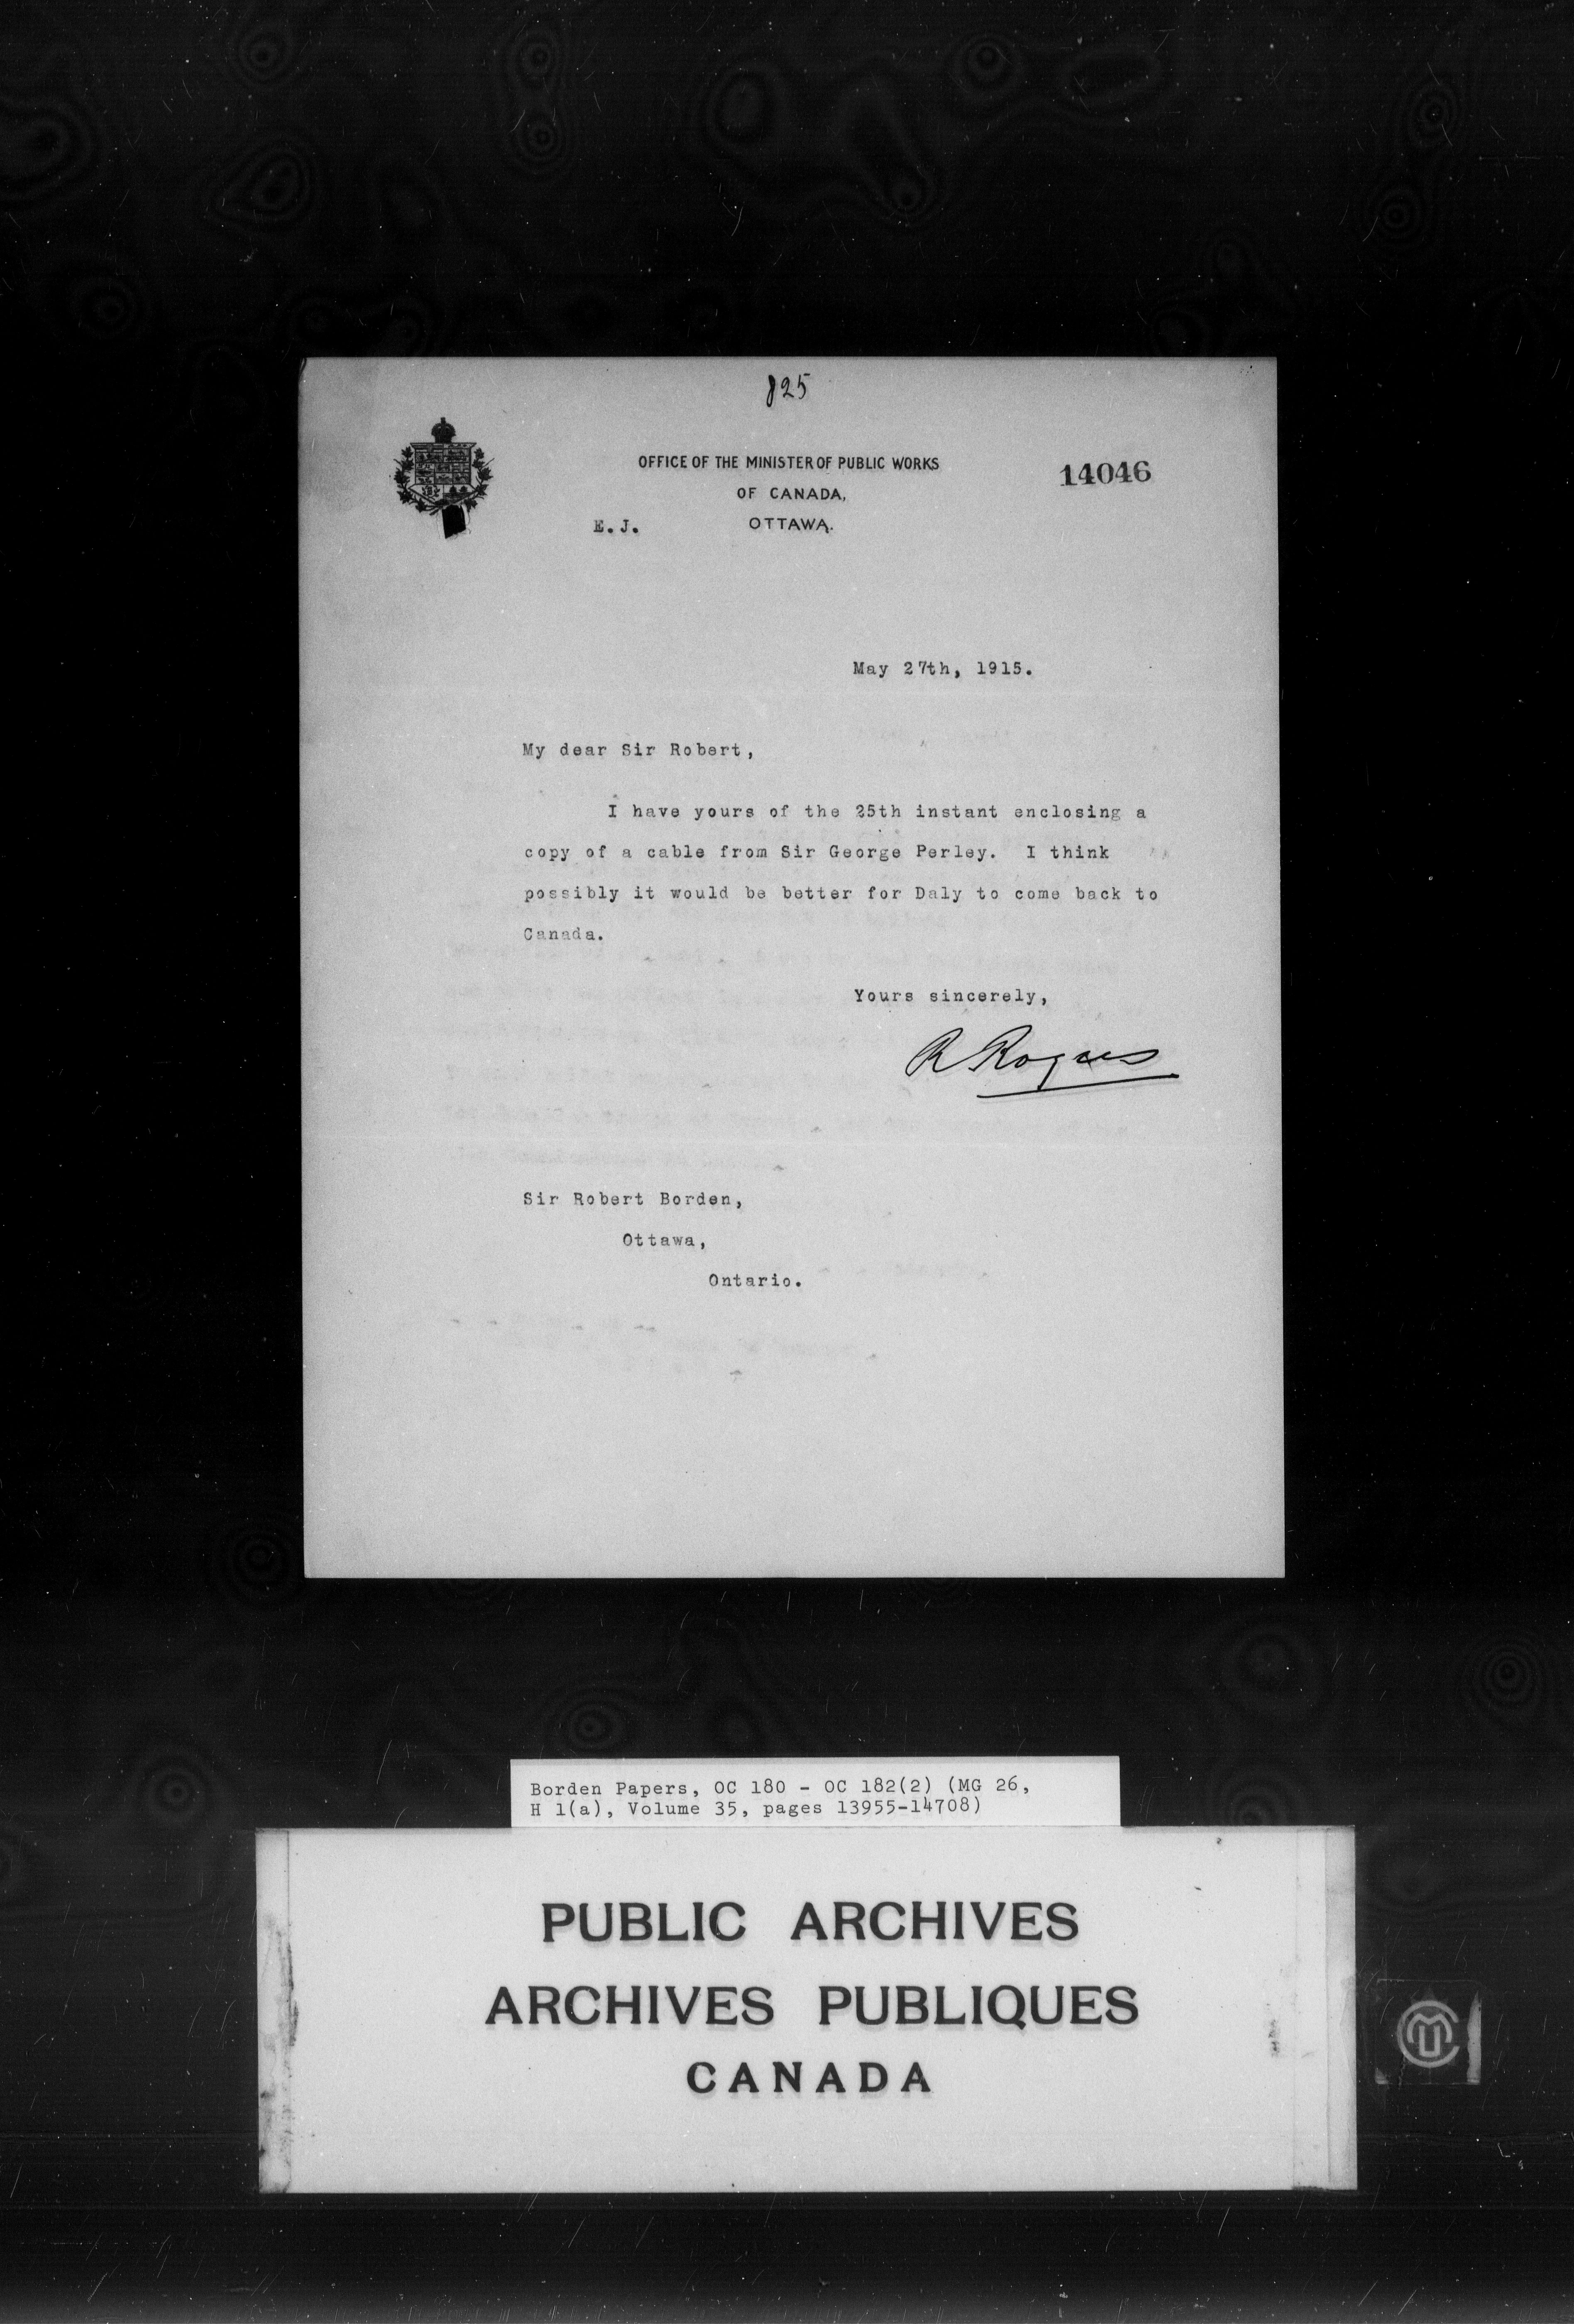 825
OFFICE OF THE MINISTER OF PUBLIC WORKS
OF CANADA,
14046
E.J.
OTTAWA.
May 27th, 1915.
My dear Sir Robert,
I have yours of the 25th instant enclosing a
copy of a cable from Sir George Perley.  I think
possibly it would be better for Daly to come back to
Canada.
Yours sincerely,
R Rogers
Sir Robert Borden,
Ottawa,
Ontario.
Borden Papers, OC 180 - OC 182(2) (MG 26,
H 1(a), Volume 35, pages 13955-14708)
PUBLIC ARCHIVES
ARCHIVES PUBLIQUES
CANADA